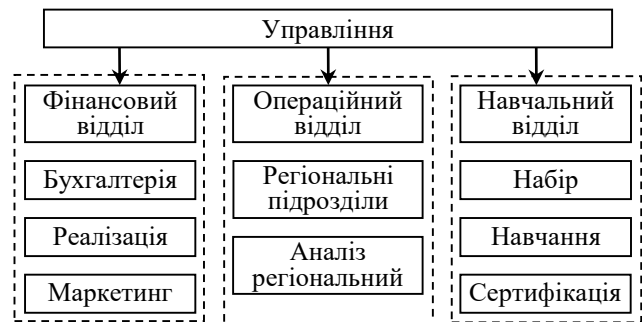 Управління
Фінансовий
відділ
Бухгалтерія
Реалізація
Маркетинг
Операційний
відділ
Регіональні
підрозділи
Аналіз
регіональний
Навчальний
відділ
Набір
Навчання
Сертифікація